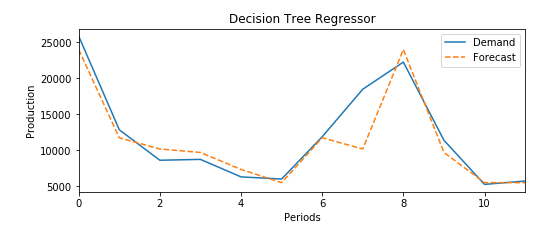 Decision Tree Regressor
Demand
Forecast
25000
20000
15000
10000
5000
Production
0 2 4 6 8 10
Periods